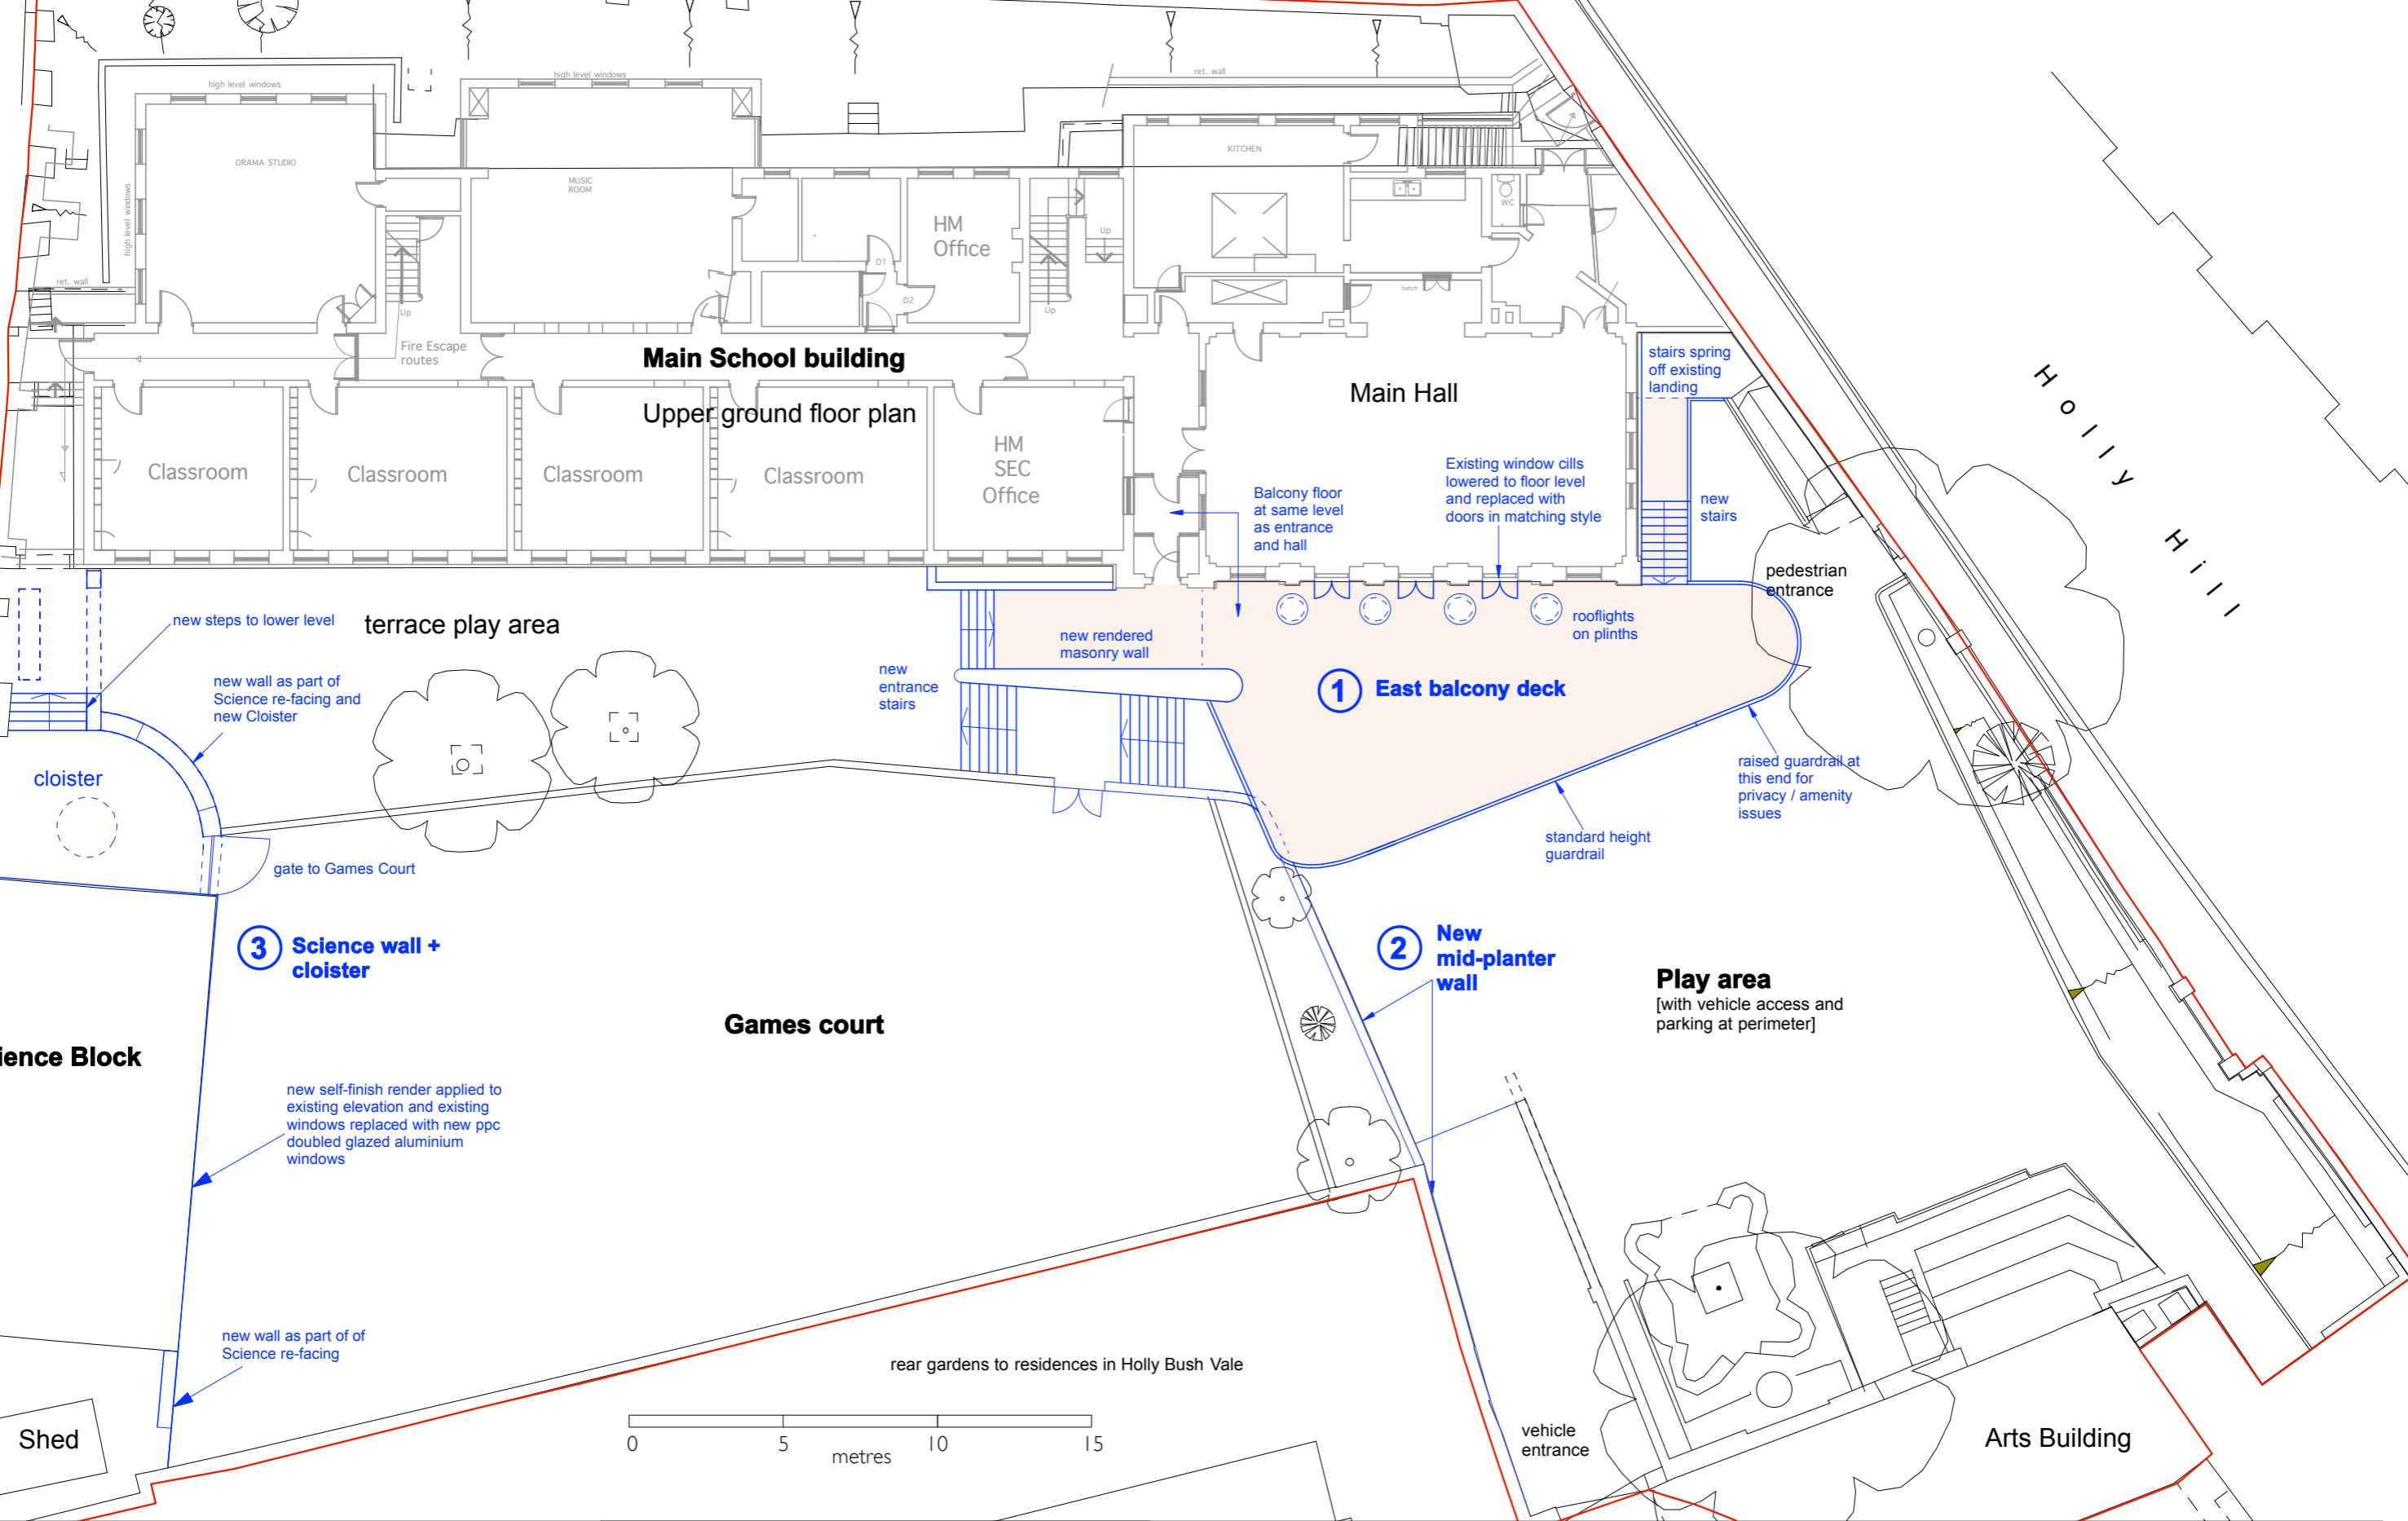 high level windows
high level windows
ret. wall
DRAMA STUDIO
high level windows
MUSIC
ROOM
KITCHEN
WC
HM
Office
D1
D2
Up
Up
Up
ret. wall
hatch
Fire Escape
routes
Main School building
Upper ground floor plan
Main Hall
stairs spring
off existing
landing
Classroom
Classroom
Classroom
Classroom
HM
SEC
Office
Balcony floor
at same level
as entrance
and hall
Existing window cills
lowered to floor level
and replaced with
doors in matching style
new
stairs
Holly Hill
pedestrian
entrance
new steps to lower level
terrace play area
new rendered
masonry wall
rooflights
on plinths
new
entrance
stairs
1 East balcony deck
new wall as part of
Science re-facing and
new Cloister
cloister
raised guardrail at
this end for
privacy / amenity
issues
standard height
guardrail
gate to Games Court
3 Science wall +
cloister
2 New
mid-planter
wall
Play area
[with vehicle access and
parking at perimeter]
Games court
ience Block
new self-finish render applied to
existing elevation and existing
windows replaced with new ppc
doubled glazed aluminium
windows
new wall as part of of
Science re-facing
rear gardens to residences in Holly Bush Vale
0 5 10 15
metres
Shed
vehicle
entrance
Arts Building